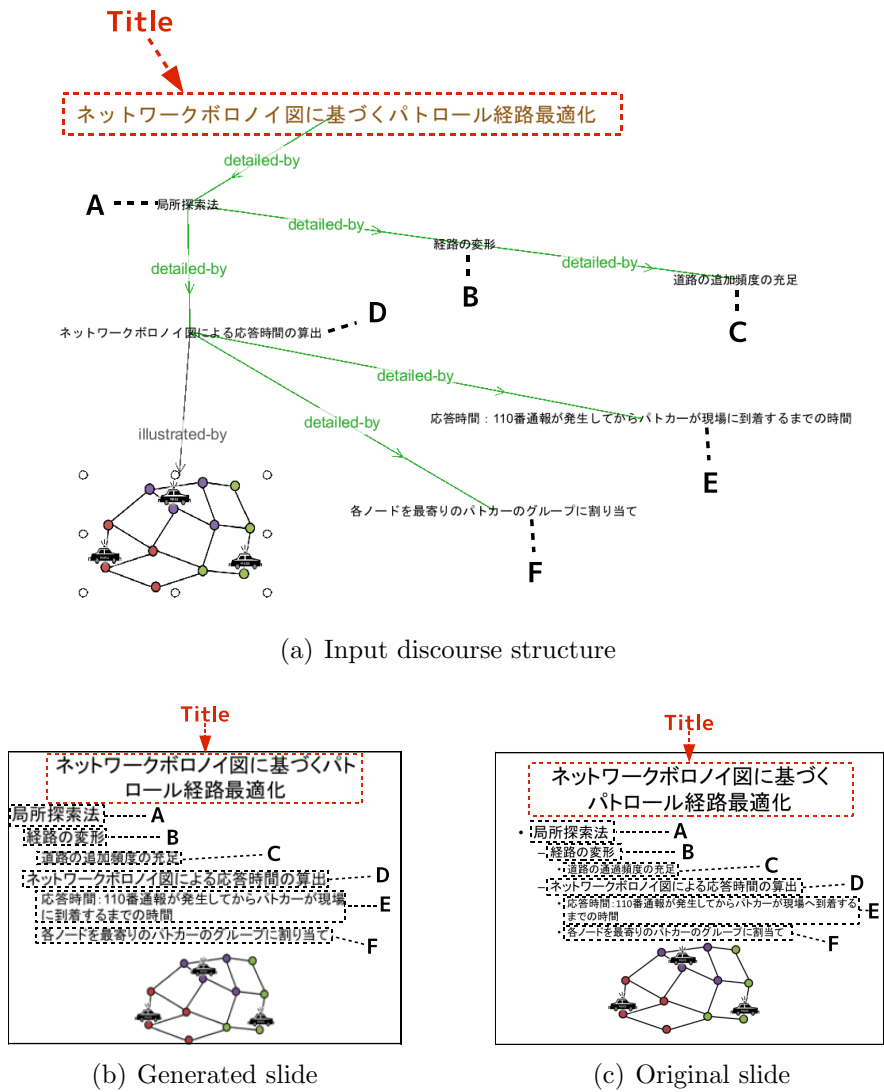 Title
ネットワークボロノイ図に基づくパトロール経路最適化
detailed-by
A
局所探索法
detailed-by
経路の変形
detailed-by
detailed-by
道路の追加頻度の充足
B
D
C
ネットワークボロノイ図による応答時間の算出
detailed-by
detailed-by
応答時間：110番通報が発生してからパトカーが現場に到着するまでの時間
illustrated-by
E
各ノードを最寄りのパトカーのグループに割り当て
F
(a) Input discourse structure
Title
ネットワークボロノイ図に基づくパト
ロール経路最適化
局所探索法
A
経路の変形
B
道路の追加頻度の充足
C
ネットワークボロノイ図による応答時間の算出
D
応答時間：110番通報が発生してからパトカーが現場
に到着するまでの時間
E
各ノードを最寄りのパトカーのグループに割り当て
F
(b) Generated slide
Title
ネットワークボロノイ図に基づく
パトロール経路最適化
• 局所探索法
A
– 経路の変形
B
• 道路の通過頻度の充足
C
– ネットワークボロノイ図による応答時間の算出
D
• 応答時間：110番通報が発生してからパトカーが現場へ到着する
までの時間
E
• 各ノードを最寄りのパトカーのグループに割当て
F
(c) Original slide